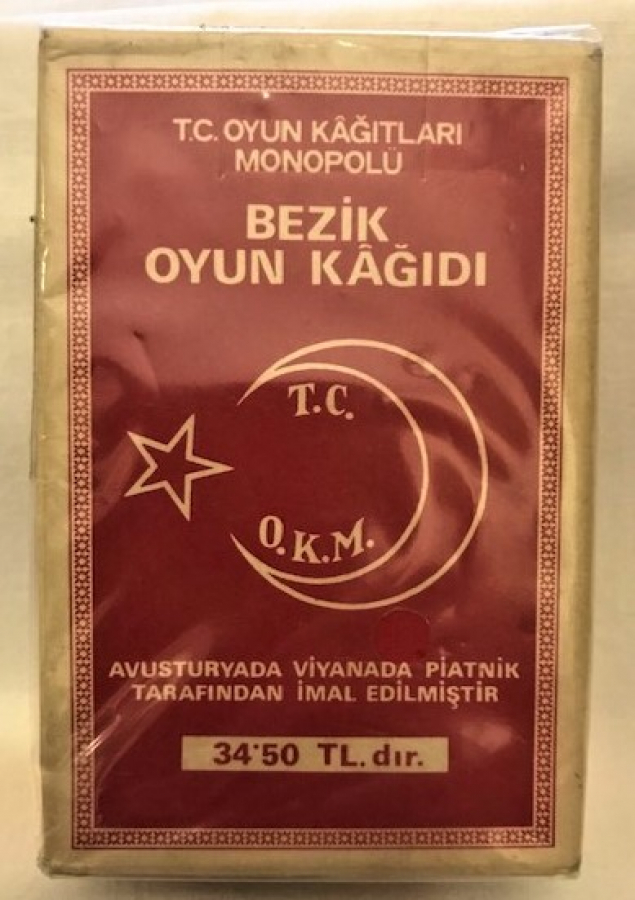 T.C. OYUN KÂĞITLARI
MONOPOLÜ
BEZİK
OYUN KÂĞIDI
T.C.
O.K.M.
AVUSTURYADA VİYANADA PİATNİK
TARAFINDAN İMAL EDİLMİŞTİR
34'50 TL. dır.